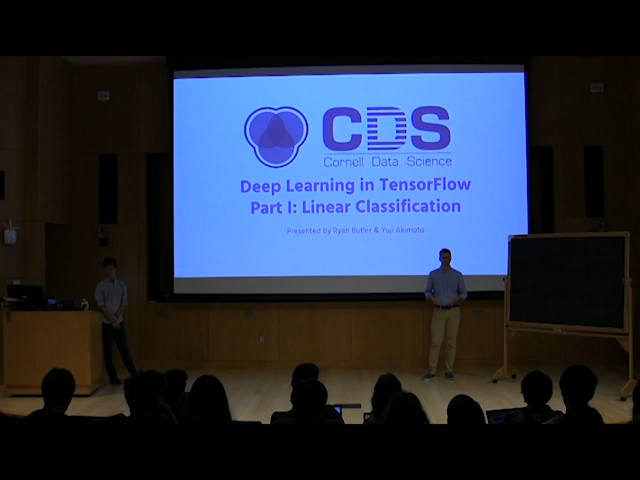 CDS
Cornell Data Science
Deep Learning in TensorFlow
Part I: Linear Classification
Presented by Ryan Butler & Yuji Akimoto